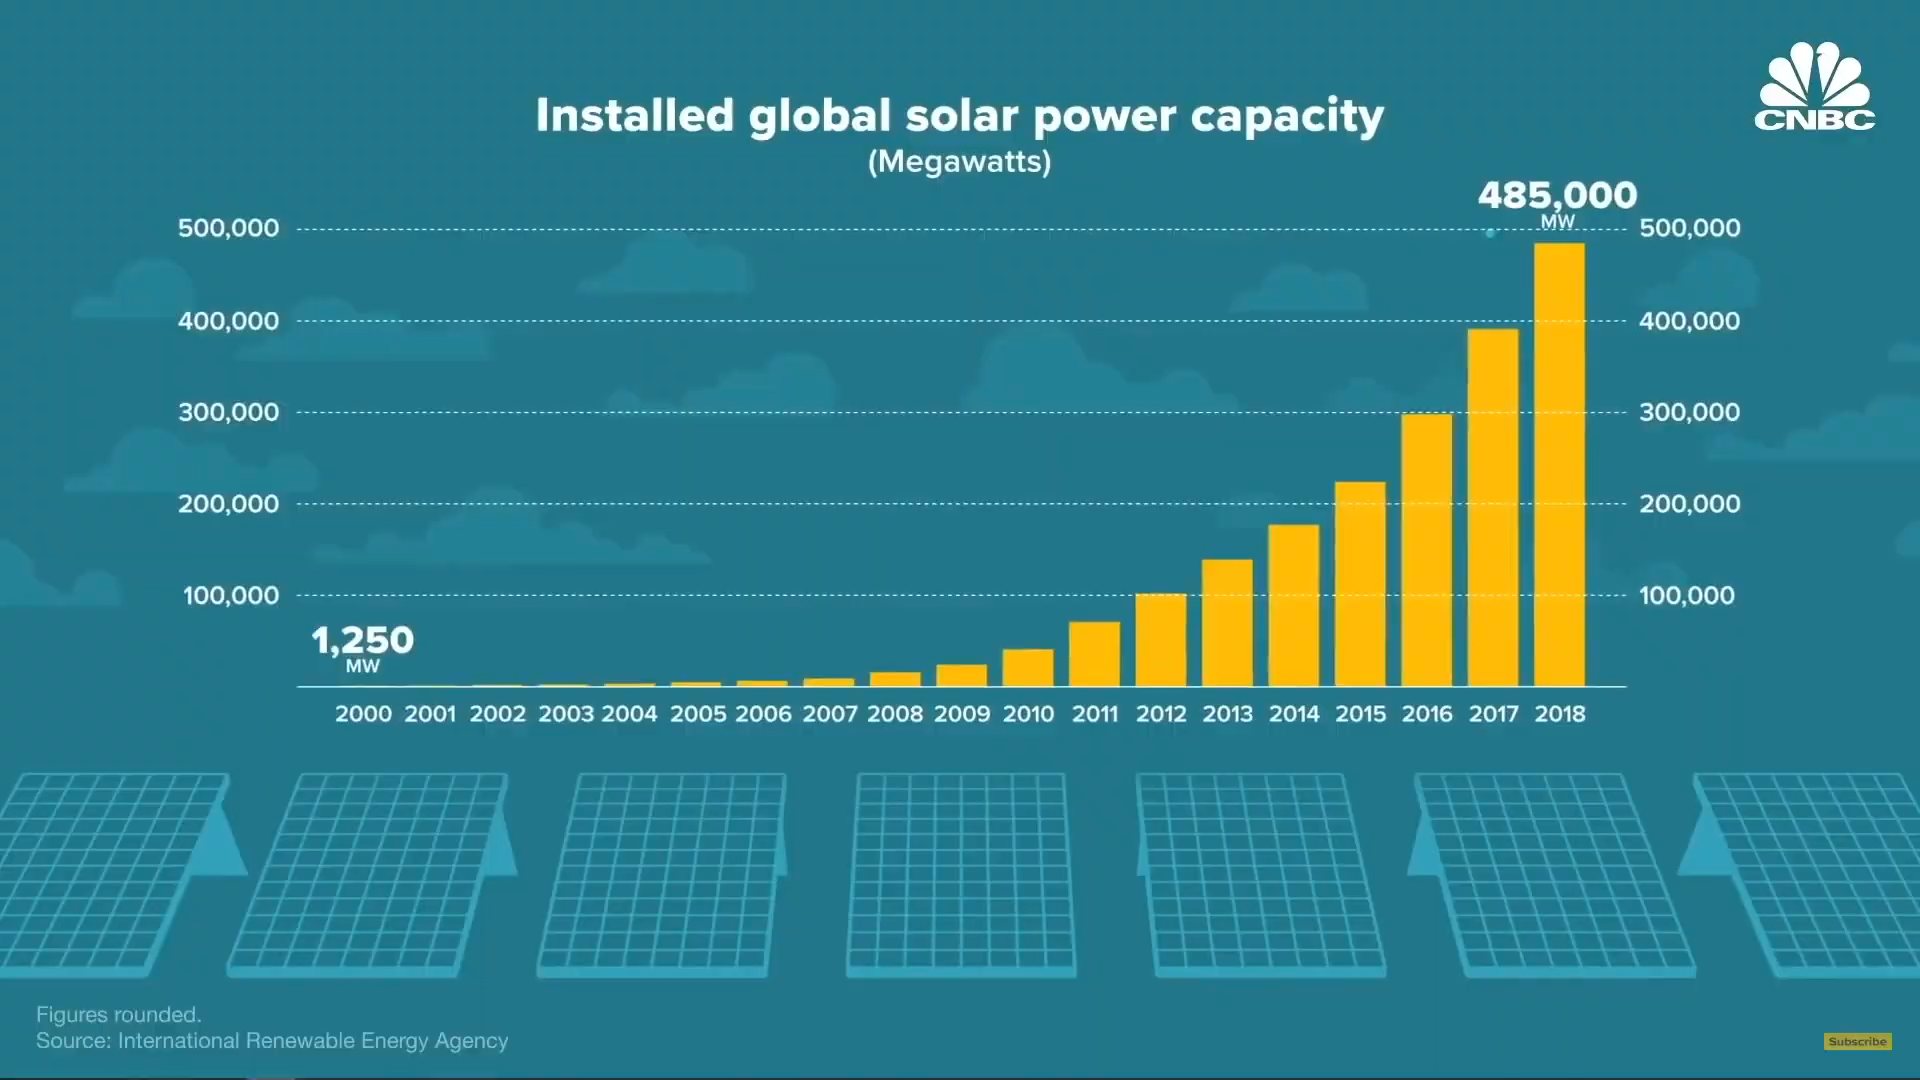 CNBC
Installed global solar power capacity
(Megawatts)
485,000
MW
500,000 500,000
400,000 400,000
300,000 300,000
200,000 200,000
100,000 100,000
1,250
MW
2000 2001 2002 2003 2004 2005 2006 2007 2008 2009 2010 2011 2012 2013 2014 2015 2016 2017 2018
Figures rounded.
Source: International Renewable Energy Agency
Subscribe